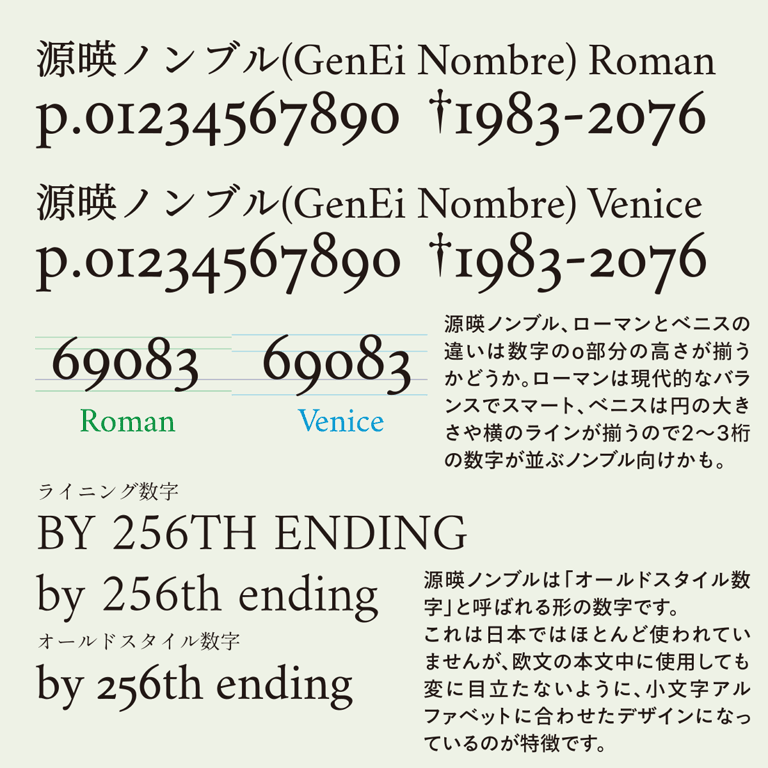 源暎ノンブル(GenEi Nombre) Roman
p.01234567890 †1983-2076
源暎ノンブル(GenEi Nombre) Venice
p.01234567890 †1983-2076
69083
Roman
69083
Venice
源暎ノンブル、ローマンとベニスの
違いは数字のo部分の高さが揃う
かどうか。ローマンは現代的なバラ
ンスでスマート、ベニスは円の大き
さや横のラインが揃うので2〜3桁
の数字が並ぶノンブル向けかも。
ライニング数字
BY 256TH ENDING
by 256th ending
オールドスタイル数字
by 256th ending
源暎ノンブルは「オールドスタイル数
字」と呼ばれる形の数字です。
これは日本ではほとんど使われてい
ませんが、欧文の本文中に使用しても
変に目立たないように、小文字アル
ファベットに合わせたデザインになっ
ているのが特徴です。